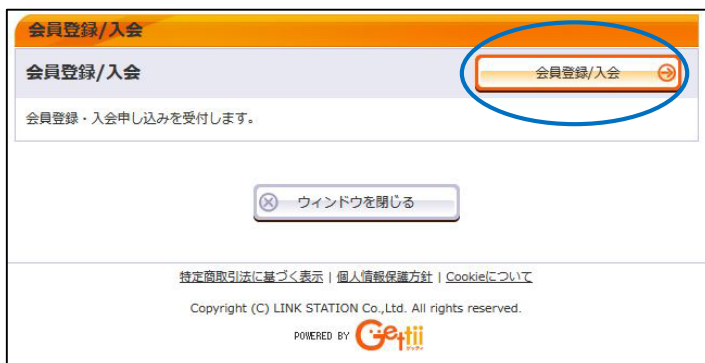 会員登録/入会
会員登録/入会
会員登録/入会
会員登録・入会申し込みを受付します。
ウィンドウを閉じる
特定商取引法に基づく表示 | 個人情報保護方針 | Cookieについて
Copyright (C) LINK STATION Co.,Ltd. All rights reserved.
POWERED BY Gettii
ゲッティ